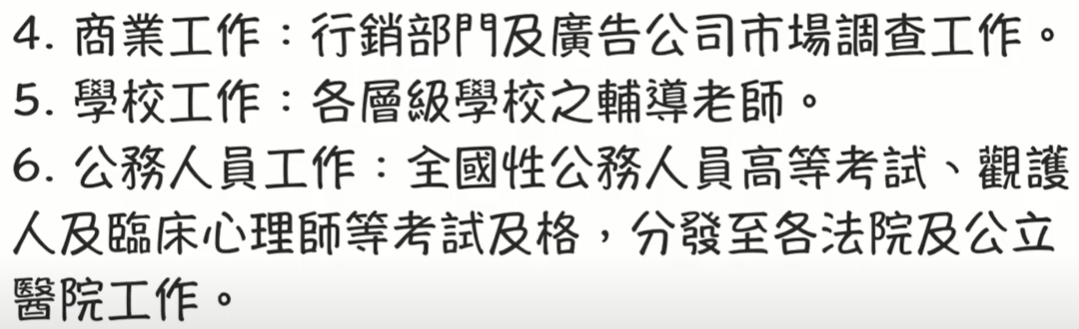 4. 商業工作：行銷部門及廣告公司市場調查工作。
5. 學校工作：各層級學校之輔導老師。
6. 公務人員工作：全國性公務人員高等考試、觀護
人及臨床心理師等考試及格，分發至各法院及公立
醫院工作。